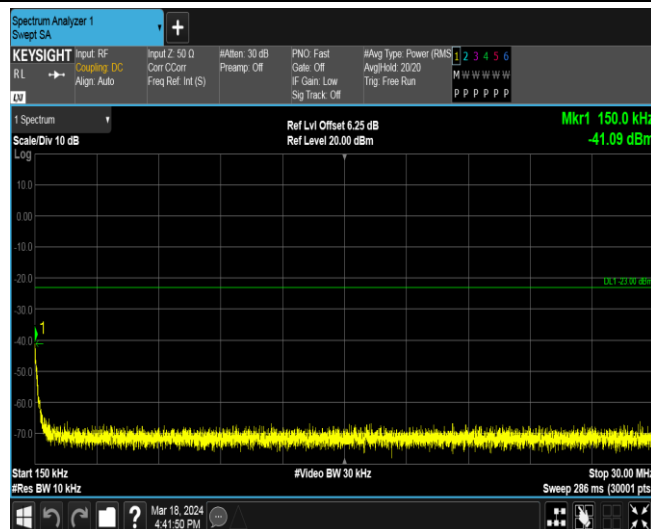 Spectrum Analyzer 1
Swept SA
+
KEYSIGHT
RL
LXI
Input: RF
Coupling: DC
Align: Auto
Input Z: 50 Ω
Corr CCorr
Freq Ref: Int (S)
#Atten: 30 dB
Preamp: Off
PNO: Fast
Gate: Off
IF Gain: Low
Sig Track: Off
#Avg Type: Power (RMS
Avg|Hold: 20/20
Trig: Free Run
1 2 3 4 5 6
M W W W W W
P P P P P P
1 Spectrum
Scale/Div 10 dB
Log
Ref Lvl Offset 6.25 dB
Ref Level 20.00 dBm
Mkr1 150.0 kHz
-41.09 dBm
10.0
0.00
-10.0
-20.0
DL1 -23.00 dBm
-30.0
1
-40.0
-50.0
-60.0
-70.0
Start 150 kHz
#Video BW 30 kHz
Stop 30.00 MHz
#Res BW 10 kHz
Sweep 286 ms (30001 pts
?
Mar 18, 2024
4:41:50 PM